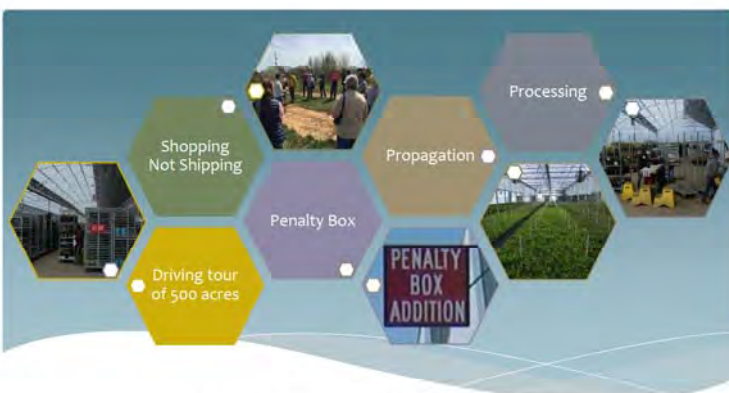 Shopping
Not Shipping
Driving tour
of 500 acres
Penalty Box
Propagation
Processing
PENALTY
BOX
ADDITION